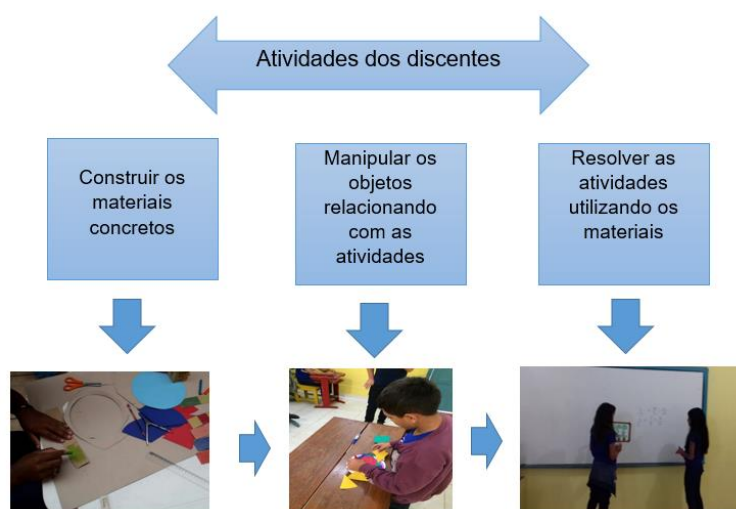 Atividades dos discentes
Construir os
materiais
concretos
Manipular os
objetos
relacionando
com as
atividades
Resolver as
atividades
utilizando os
materiais